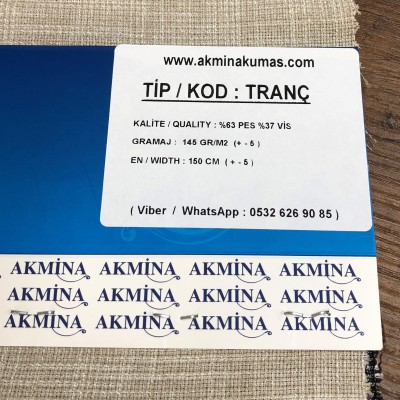 www.akminakumas.com
TİP / KOD : TRANÇ
KALİTE / QUALITY : %63 PES %37 VİS
GRAMAJ : 145 GR/M2 (+ - 5)
EN / WIDTH : 150 CM (+ - 5)
( Viber / WhatsApp : 0532 626 90 85 )
AKMİNA AKMİNA AKMİNA AKMİNA
AKMİNA AKMİNA AKMİNA AKMİNA
AKMİNA AKMİNA AKMİNA AKMİNA